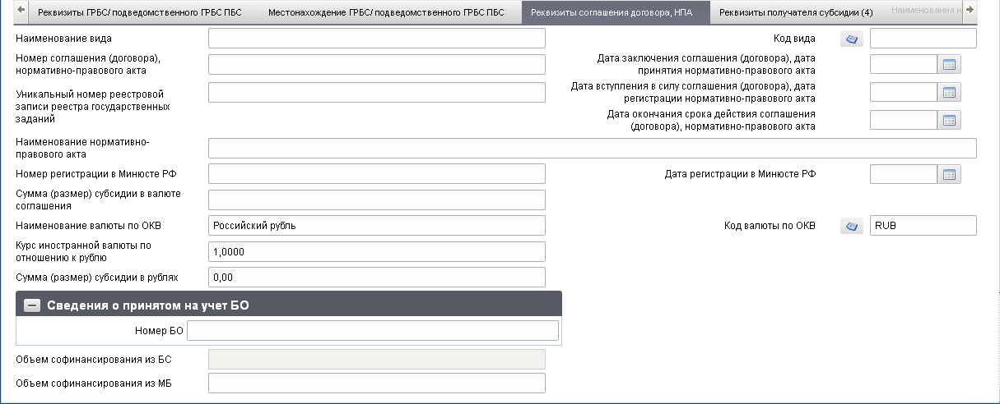 Реквизиты ГРБС/ подведомственного ГРБС ПБС
Местонахождение ГРБС/ подведомственного ГРБС ПБС
Реквизиты соглашения договора, НПА
Реквизиты получателя субсидии (4)
Наименования и
Наименование вида
Код вида
Номер соглашения (договора),
нормативно-правового акта
Дата заключения соглашения (договора), дата
принятия нормативно-правового акта
Уникальный номер реестровой
записи реестра государственных
заданий
Дата вступления в силу соглашения (договора), дата
регистрации нормативно-правового акта
Дата окончания срока действия соглашения
(договора), нормативно-правового акта
Наименование нормативно-
правового акта
Номер регистрации в Минюсте РФ
Дата регистрации в Минюсте РФ
Сумма (размер) субсидии в валюте
соглашения
Наименование валюты по ОКВ
Российский рубль
Код валюты по ОКВ
RUB
Курс иностранной валюты по
отношению к рублю
1,0000
Сумма (размер) субсидии в рублях
0,00
Сведения о принятом на учет БО
Номер БО
Объем софинансирования из БС
Объем софинансирования из МБ